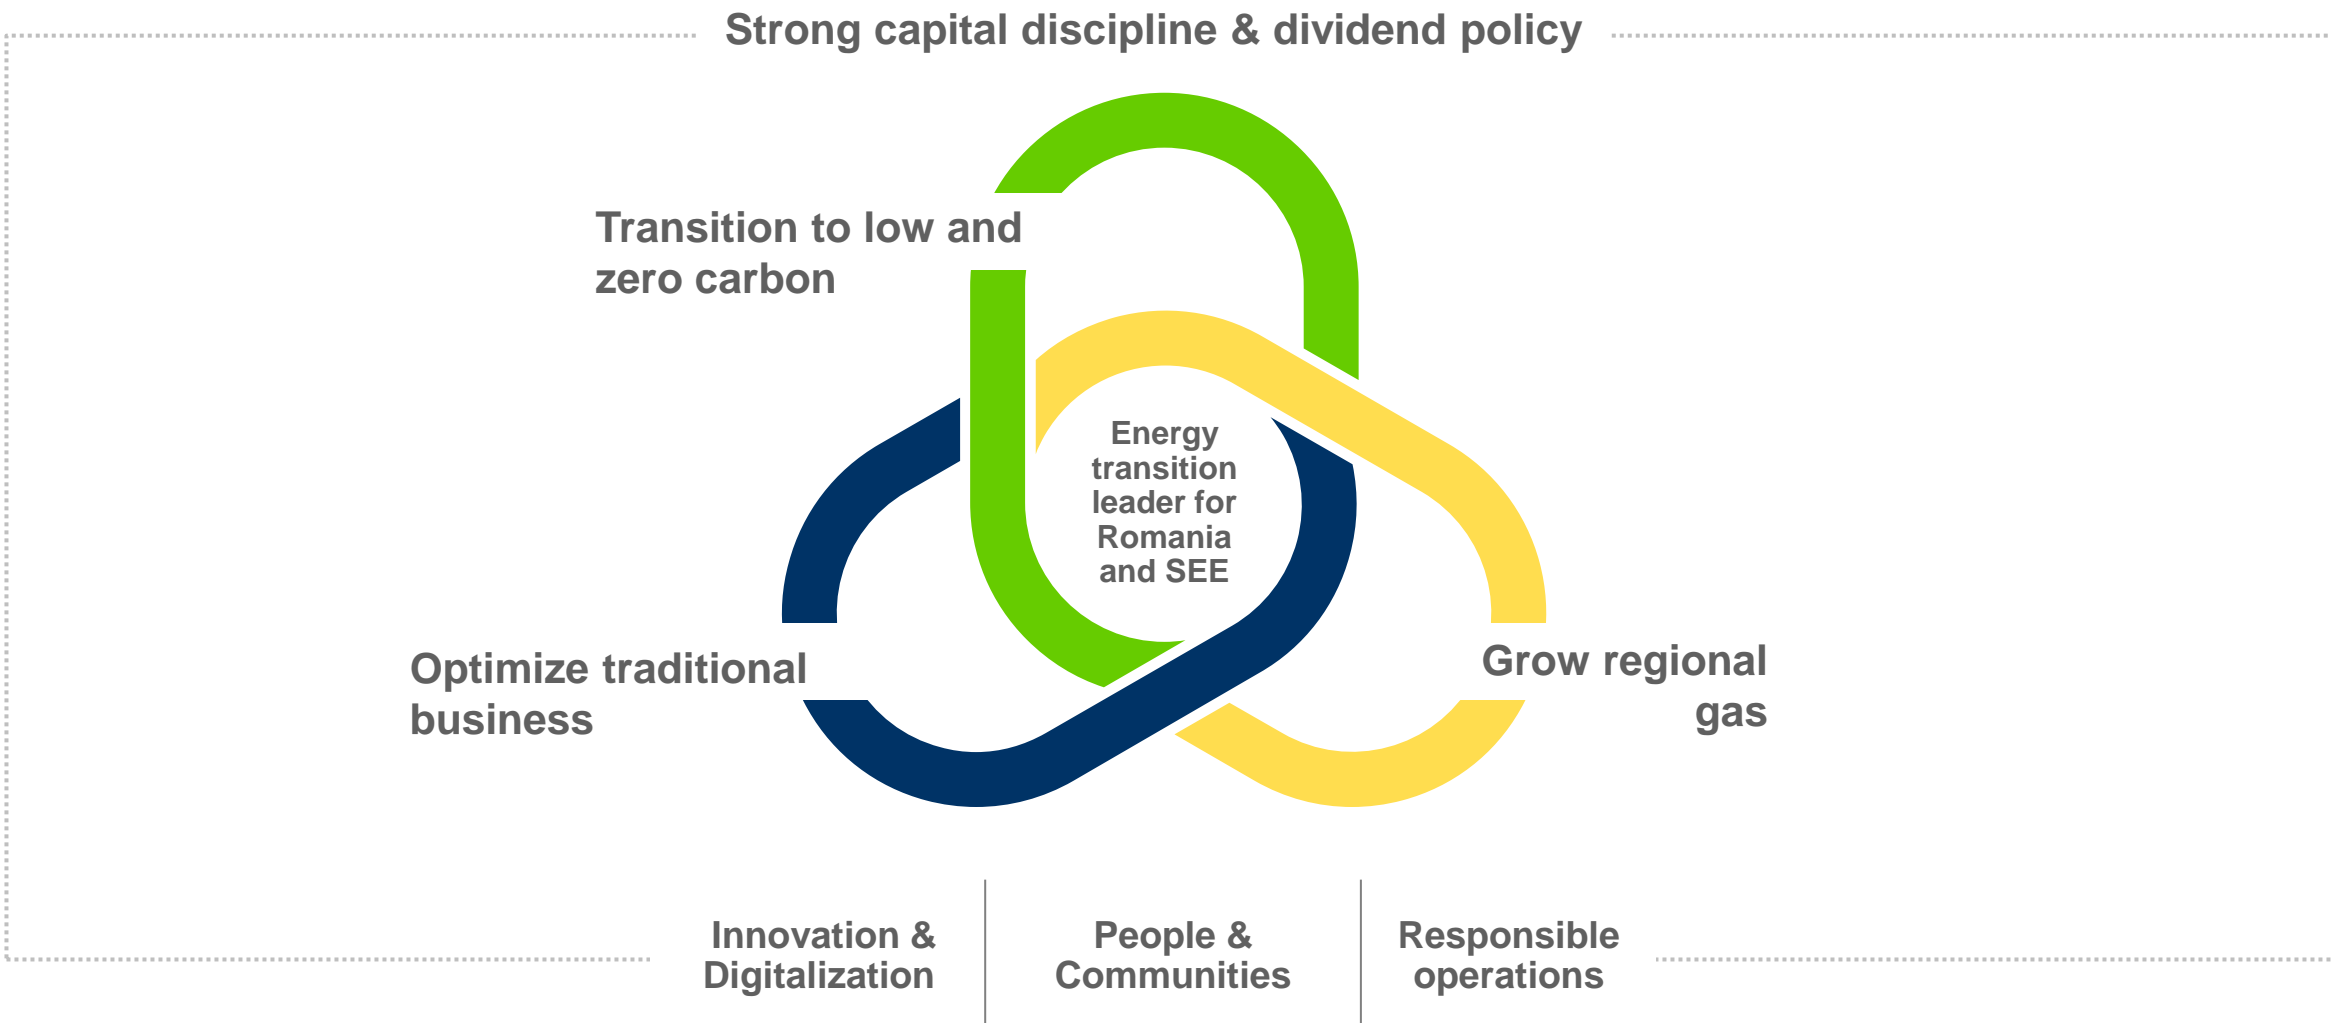 Strong capital discipline & dividend policy
Transition to low and
zero carbon
Energy
transition
leader for
Romania
and SEE
Optimize traditional
business
Grow regional
gas
Innovation &
Digitalization
People &
Communities
Responsible
operations